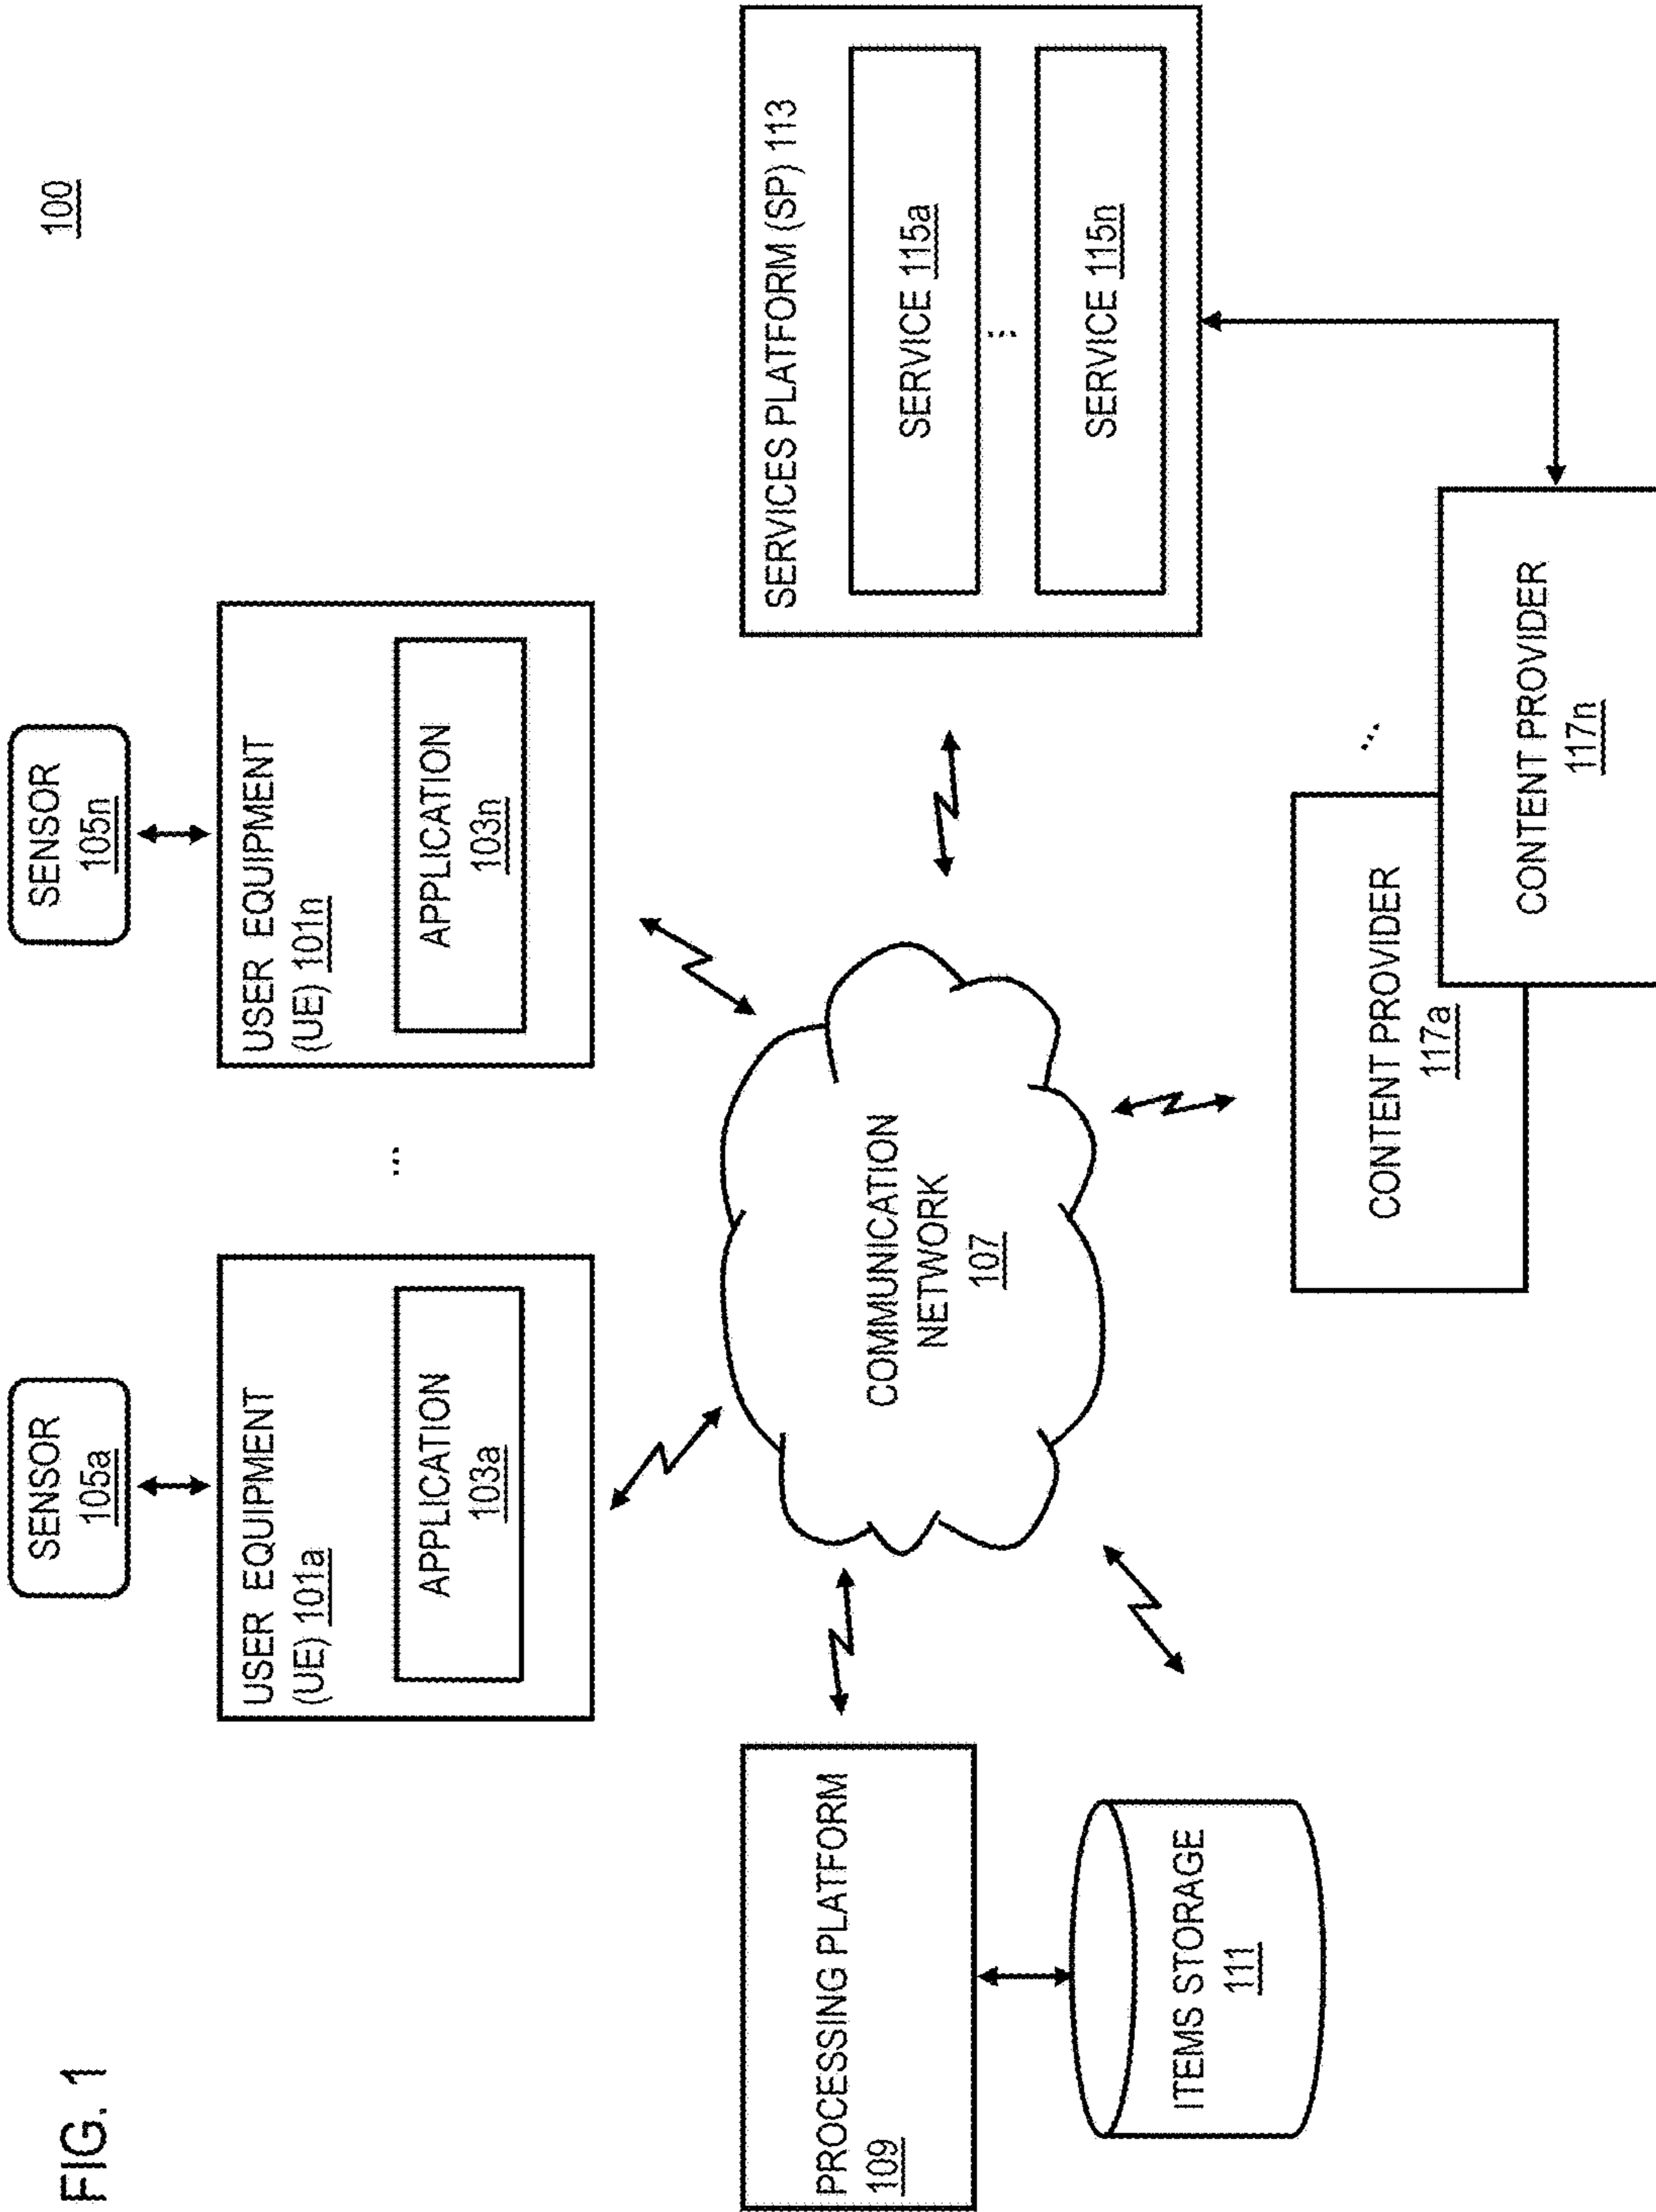 FIG. 1
100
SENSOR
105a
SENSOR
105n
USER EQUIPMENT
(UE) 101a
APPLICATION
103a
...
USER EQUIPMENT
(UE) 101n
APPLICATION
103n
PROCESSING PLATFORM
109
ITEMS STORAGE
111
COMMUNICATION
NETWORK
107
SERVICES PLATFORM (SP) 113
SERVICE 115a
...
SERVICE 115n
CONTENT PROVIDER
117a
...
CONTENT PROVIDER
117n